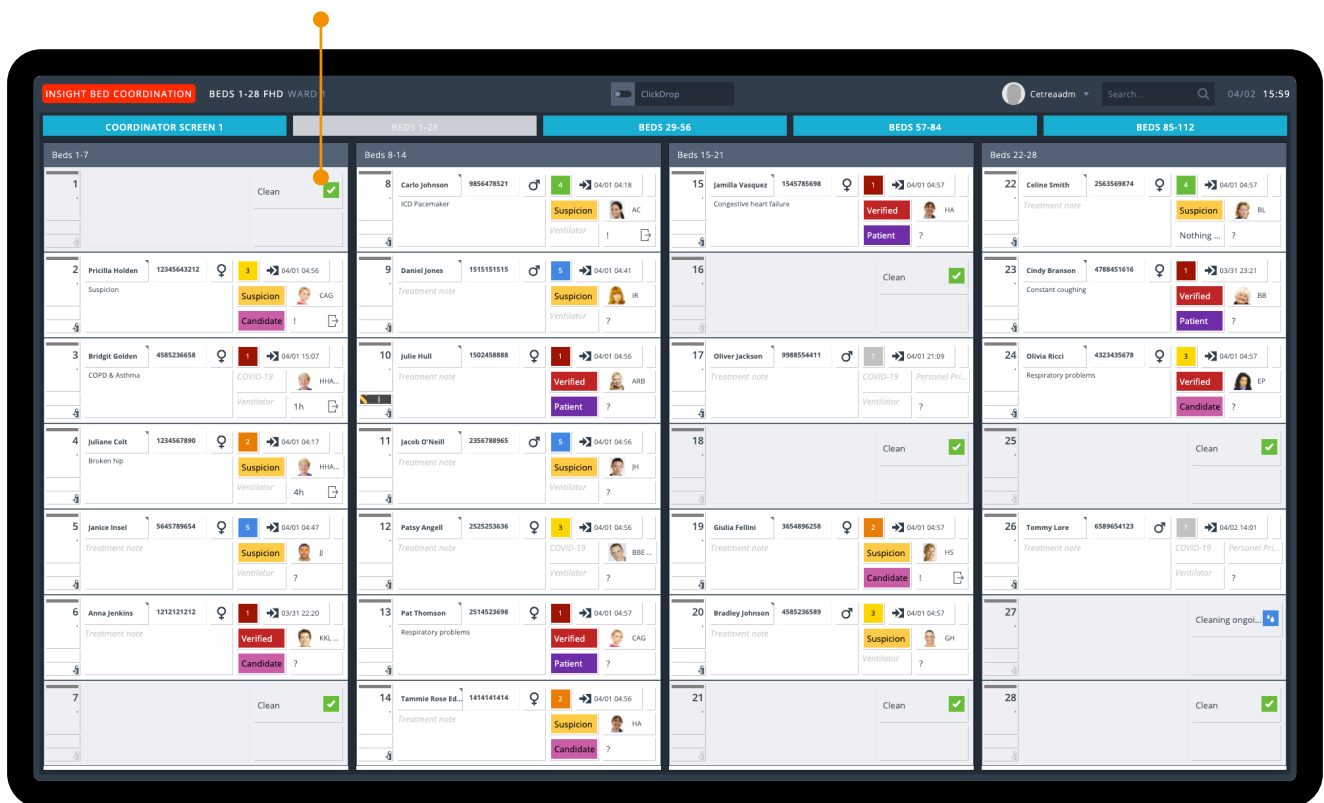 INSIGHT BED COORDINATION BEDS 1-28 FHD WARD 1 ClickDrop Cetreaadm Search... 04/02 15:59
COORDINATOR SCREEN 1 BEDS 1-28 BEDS 29-56 BEDS 57-84 BEDS 85-112
Beds 1-7
1 Clean
2 Pricilla Holden 12345643212 3 04/01 04:56
Suspicion Suspicion CAG
Candidate !
3 Bridgit Golden 4585236658 1 04/01 15:07
COPD & Asthma COVID-19 HHA...
Ventilator 1h
4 Juliane Colt 1234567890 2 04/01 04:17
Broken hip Suspicion HHA...
Ventilator 4h
5 Janice Insel 5645789654 5 04/01 04:47
Treatment note Suspicion JJ
Ventilator ?
6 Anna Jenkins 1212121212 1 03/31 22:20
Treatment note Verified KKL ...
Candidate ?
7 Clean
Beds 8-14
8 Carlo Johnson 9856478521 4 04/01 04:18
ICD Pacemaker Suspicion AC
Ventilator !
9 Daniel Jones 1515151515 5 04/01 04:41
Treatment note Suspicion IR
Ventilator ?
10 Julie Hull 1502458888 1 04/01 04:56
Treatment note Verified ARB
Patient ?
11 Jacob O'Neill 2356788965 5 04/01 04:56
Treatment note Suspicion JH
Ventilator ?
12 Patsy Angell 2525253636 3 04/01 04:56
Treatment note COVID-19 BBE ...
Ventilator ?
13 Pat Thomson 2514523698 1 04/01 04:57
Respiratory problems Verified CAG
Patient ?
14 Tammie Rose Ed... 1414141414 2 04/01 04:56
Treatment note Suspicion HA
Candidate ?
Beds 15-21
15 Jamilla Vasquez 1545785698 1 04/01 04:57
Congestive heart failure Verified HA
Patient ?
16 Clean
17 Oliver Jackson 9988554411 ? 04/01 21:09
Treatment note COVID-19 Personel Pri...
Ventilator ?
18 Clean
19 Giulia Fellini 3654896258 2 04/01 04:57
Treatment note Suspicion HS
Candidate !
20 Bradley Johnson 4585236589 3 04/01 04:57
Treatment note Suspicion GH
Ventilator ?
21 Clean
Beds 22-28
22 Celine Smith 2563569874 4 04/01 04:57
Treatment note Suspicion BL
Nothing ... ?
23 Cindy Branson 4788451616 1 03/31 23:21
Constant coughing Verified BB
Patient ?
24 Olivia Ricci 4323435678 3 04/01 04:57
Respiratory problems Verified EP
Candidate ?
25 Clean
26 Tommy Lore 6589654123 ? 04/02 14:01
Treatment note COVID-19 Personel Pri...
Ventilator ?
27 Cleaning ongoi...
28 Clean